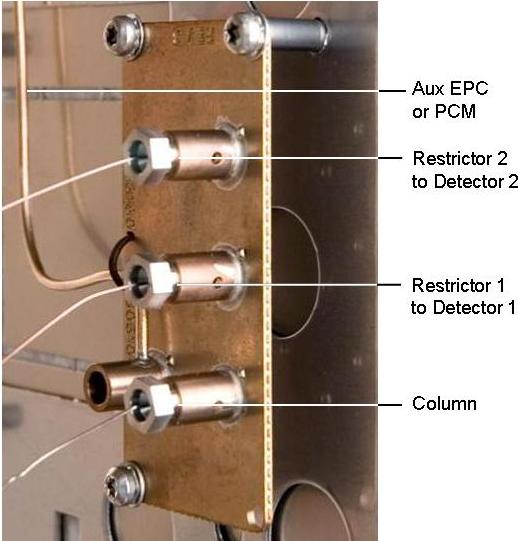 Aux EPC
or PCM
Restrictor 2
to Detector 2
Restrictor 1
to Detector 1
Column